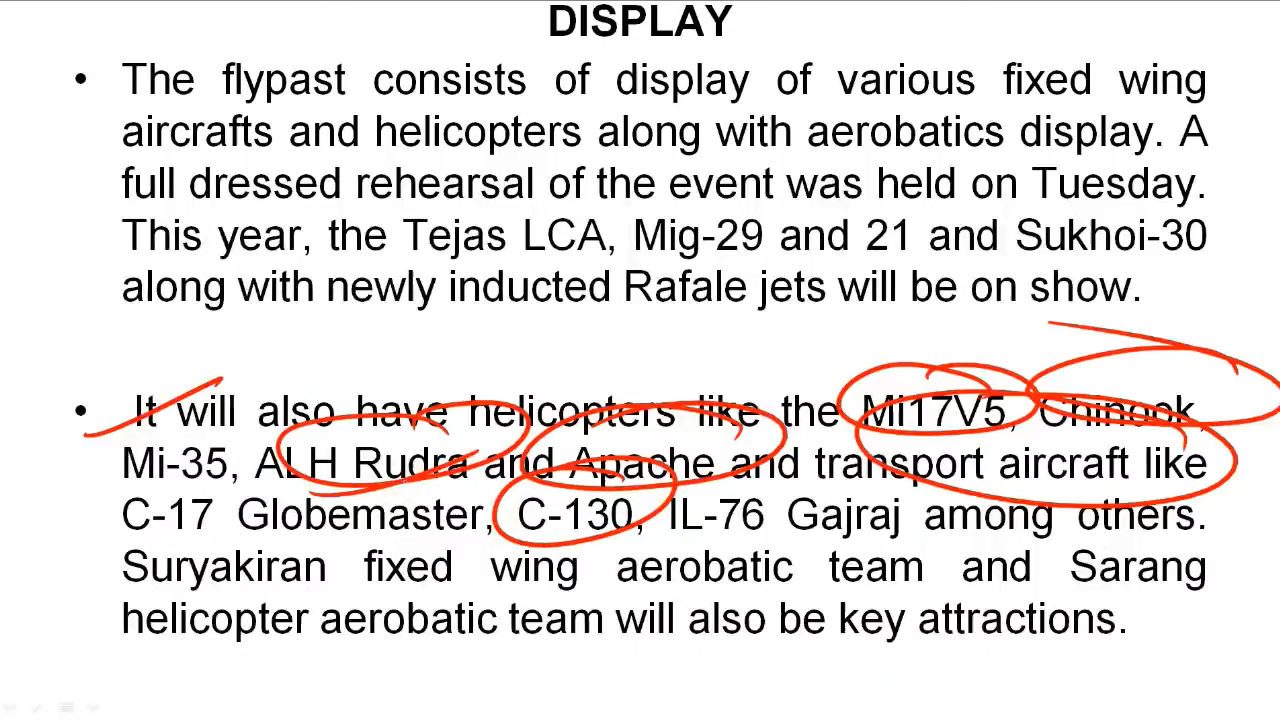 DISPLAY
• The flypast consists of display of various fixed wing
aircrafts and helicopters along with aerobatics display. A
full dressed rehearsal of the event was held on Tuesday.
This year, the Tejas LCA, Mig-29 and 21 and Sukhoi-30
along with newly inducted Rafale jets will be on show.
• It will also have helicopters like the Mi17V5, Chinook,
Mi-35, ALH Rudra and Apache and transport aircraft like
C-17 Globemaster, C-130, IL-76 Gajraj among others.
Suryakiran fixed wing aerobatic team and Sarang
helicopter aerobatic team will also be key attractions.